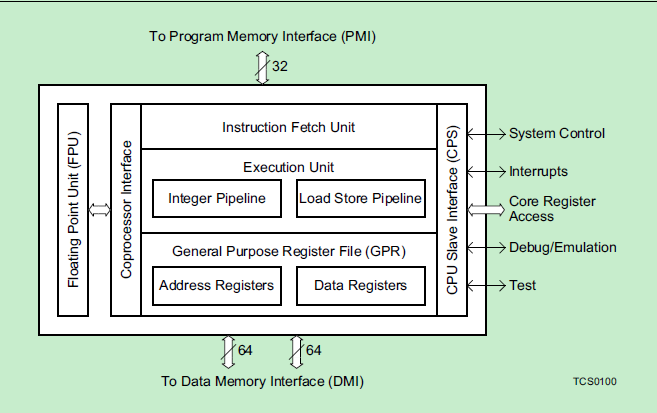 To Program Memory Interface (PMI)
32
Floating Point Unit (FPU)
Coprocessor Interface
Instruction Fetch Unit
Execution Unit
Integer Pipeline
Load Store Pipeline
General Purpose Register File (GPR)
Address Registers
Data Registers
CPU Slave Interface (CPS)
System Control
Interrupts
Core Register
Access
Debug/Emulation
Test
64
64
To Data Memory Interface (DMI)
TCS0100